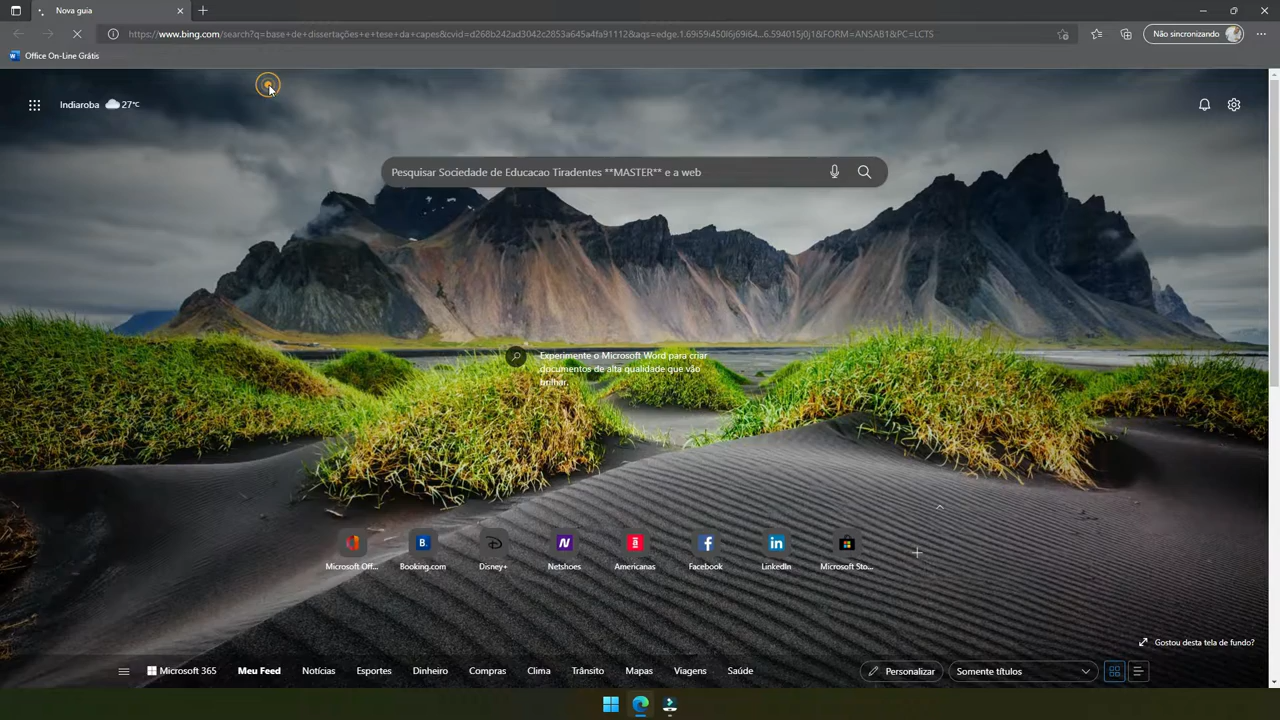 Nova guia
https://www.bing.com/search?q=base+de+dissertações+e+tese+da+capes&cvid=d268b242ad3042c2853a645a4fa91112&aqs=edge.1.69i59i450l6j69i64...6.594015j0j1&FORM=ANSAB1&PC=LCTS
Não sincronizando
Office On-Line Grátis
Indiaroba 27°C
Pesquisar Sociedade de Educacao Tiradentes **MASTER** e a web
Experimente o Microsoft Word para criar
documentos de alta qualidade que vão
brilhar.
Microsoft Off...
Booking.com
Disney+
Netshoes
Americanas
Facebook
LinkedIn
Microsoft Sto...
Gostou desta tela de fundo?
Microsoft 365
Meu Feed
Notícias
Esportes
Dinheiro
Compras
Clima
Trânsito
Mapas
Viagens
Saúde
Personalizar
Somente títulos